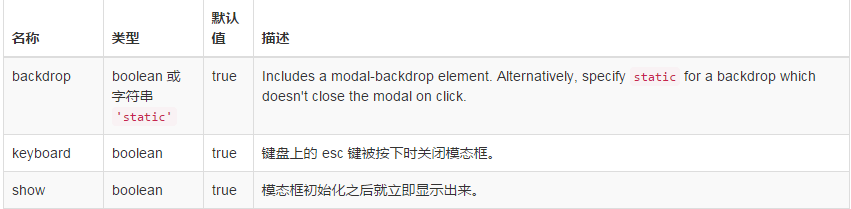 名称 类型 默认值 描述
backdrop boolean 或 字符串 'static' true Includes a modal-backdrop element. Alternatively, specify static for a backdrop which doesn't close the modal on click.
keyboard boolean true 键盘上的 esc 键被按下时关闭模态框。
show boolean true 模态框初始化之后就立即显示出来。